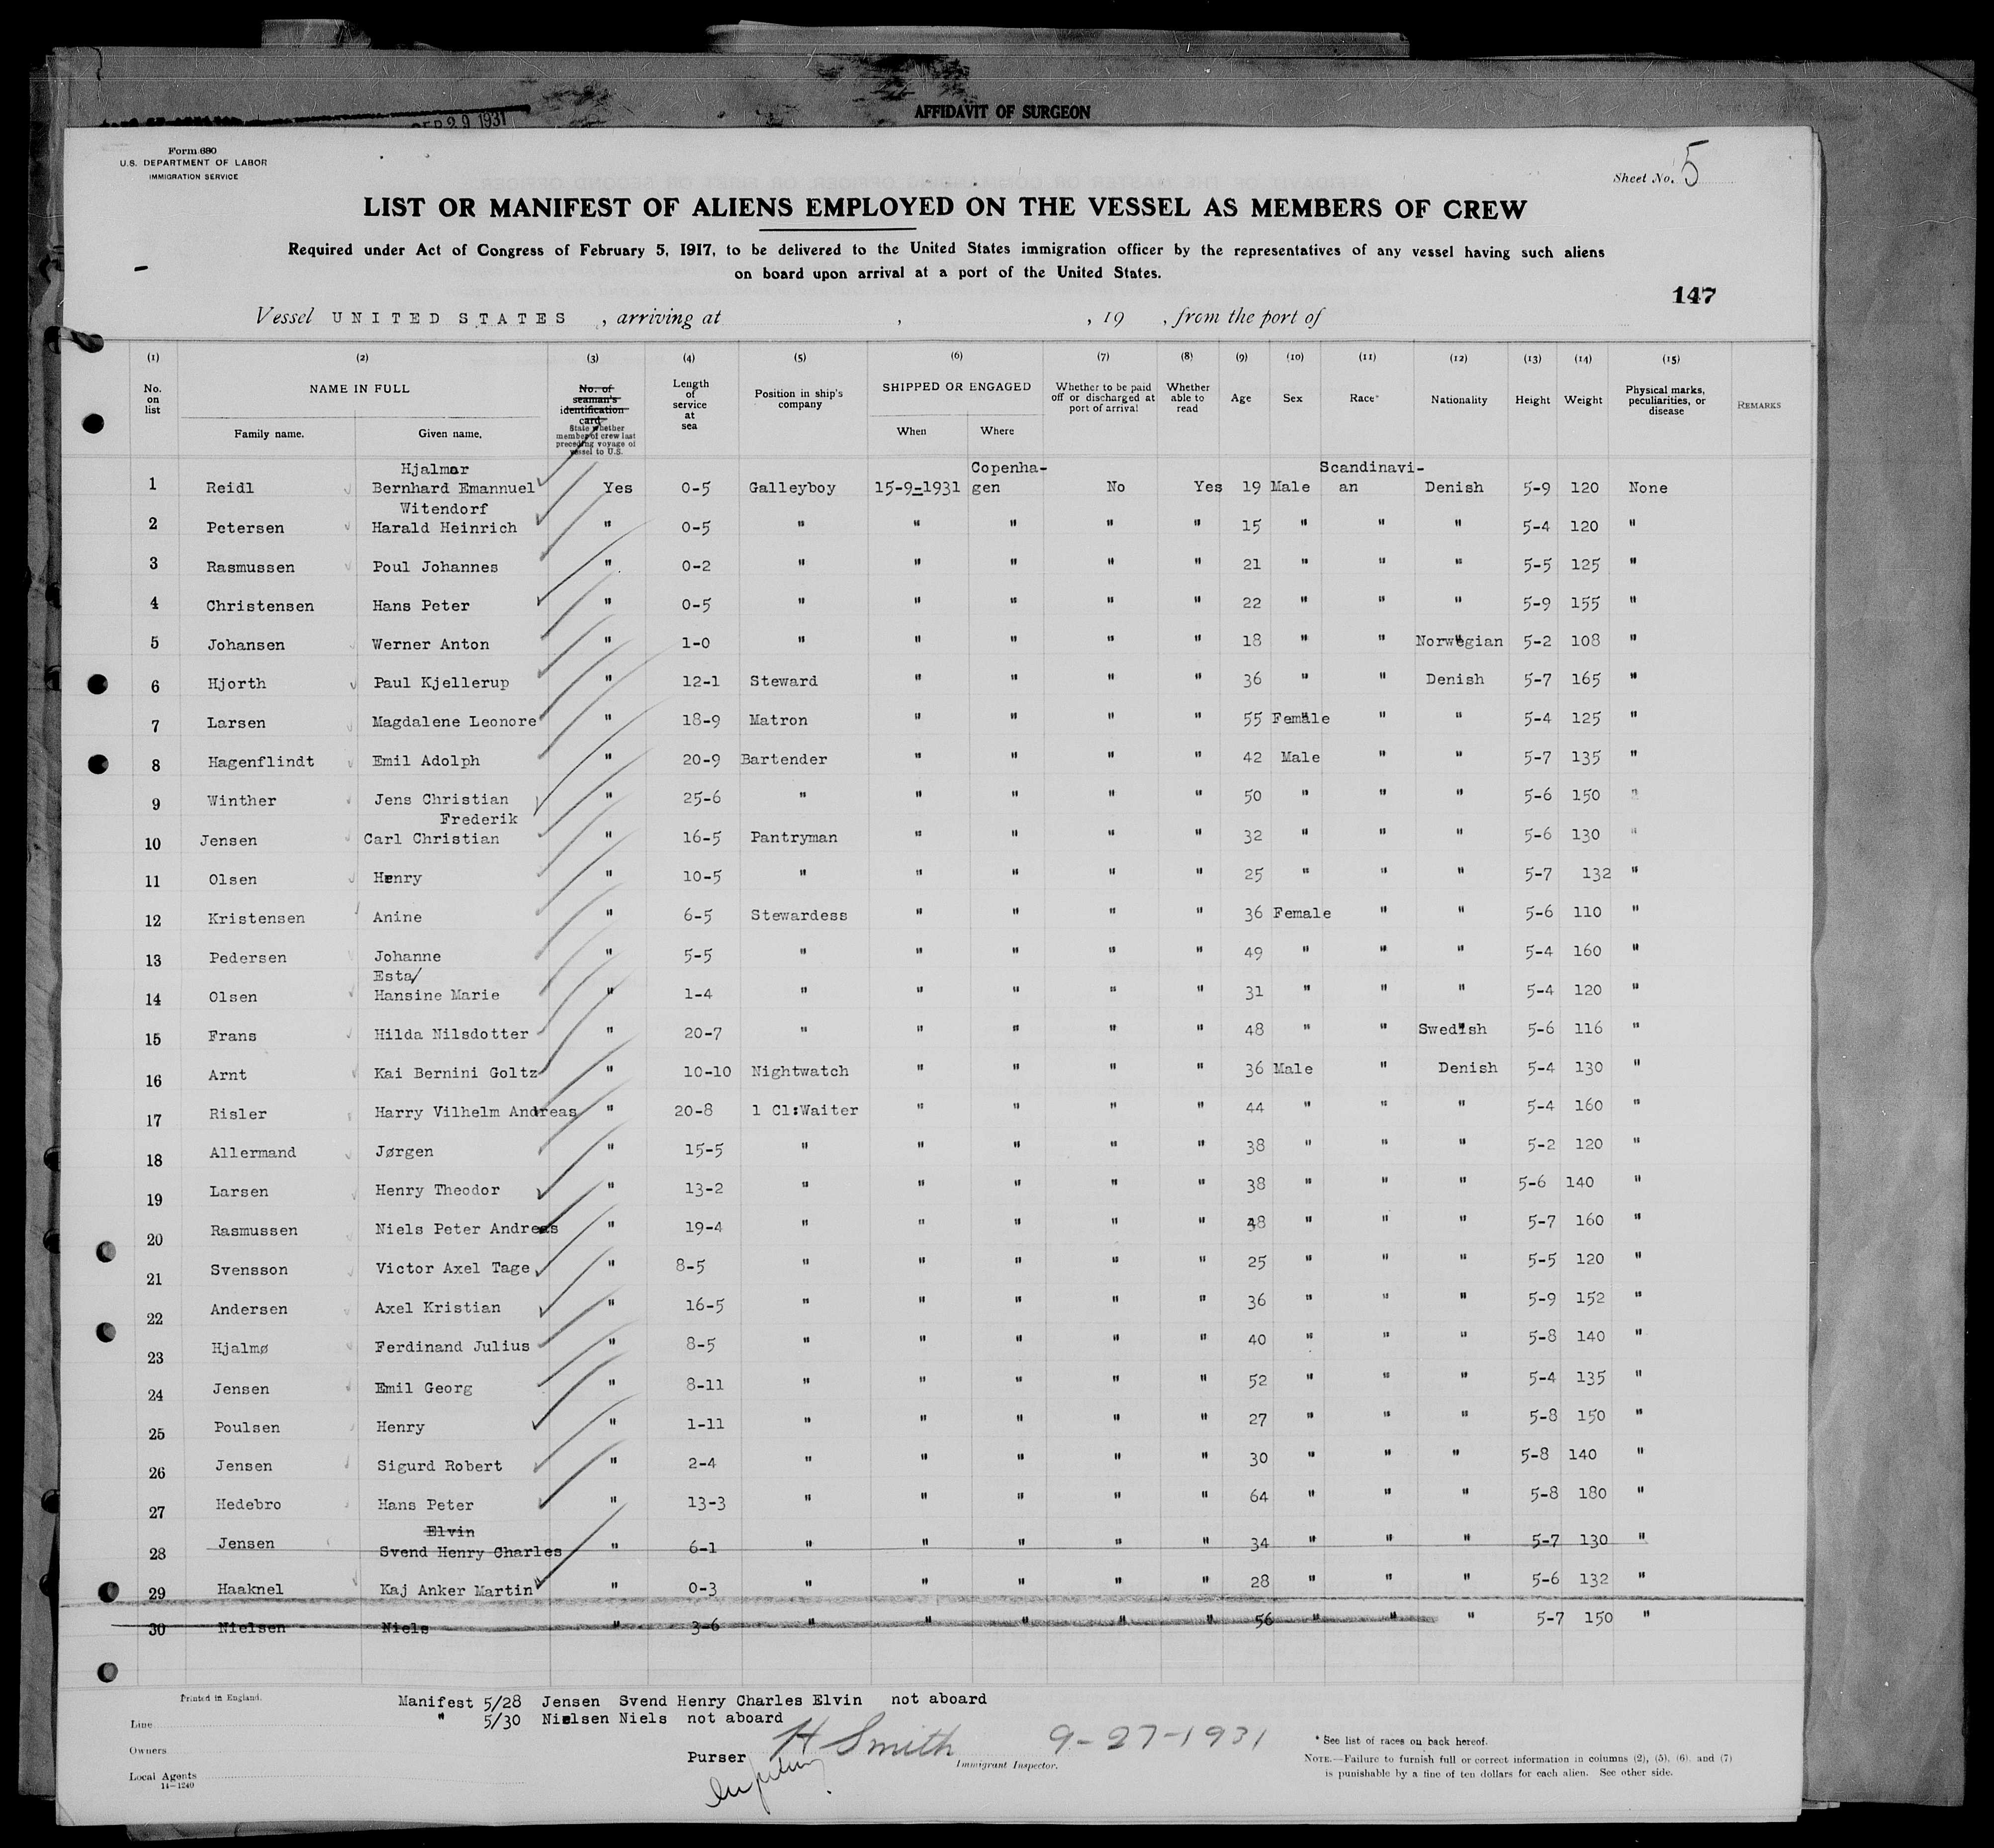 AFFIDAVIT OF SURGEON
SEP 29 1931
Form 680
U.S. DEPARTMENT OF LABOR
IMMIGRATION SERVICE
Sheet No. 5
LIST OR MANIFEST OF ALIENS EMPLOYED ON THE VESSEL AS MEMBERS OF CREW
Required under Act of Congress of February 5, 1917, to be delivered to the United States immigration officer by the representatives of any vessel having such aliens
on board upon arrival at a port of the United States.
147
Vessel UNITED STATES , arriving at , , 19 , from the port of
(1) (2) (3) (4) (5) (6) (7) (8) (9) (10) (11) (12) (13) (14) (15)
No. on list NAME IN FULL Family name. Given name. No. of seaman's identification card State whether member of crew last preceding voyage of vessel to U.S. Length of service at sea Position in ship's company SHIPPED OR ENGAGED When Where Whether to be paid off or discharged at port of arrival Whether able to read Age Sex Race* Nationality Height Weight Physical marks, peculiarities, or disease REMARKS
Hjalmar Copenha- Scandinavi-
1 Reidl Bernhard Emannuel Yes 0-5 Galleyboy 15-9-1931 gen No Yes 19 Male an Denish 5-9 120 None
Witendorf
2 Petersen Harald Heinrich " 0-5 " " " " " 15 " " " 5-4 120 "
3 Rasmussen Poul Johannes " 0-2 " " " " " 21 " " " 5-5 125 "
4 Christensen Hans Peter " 0-5 " " " " " 22 " " " 5-9 155 "
5 Johansen Werner Anton " 1-0 " " " " " 18 " " Norwegian 5-2 108 "
6 Hjorth Paul Kjellerup " 12-1 Steward " " " " 36 " " Denish 5-7 165 "
7 Larsen Magdalene Leonore " 18-9 Matron " " " " 55 Female " " 5-4 125 "
8 Hagenflindt Emil Adolph " 20-9 Bartender " " " " 42 Male " " 5-7 135 "
9 Winther Jens Christian " 25-6 " " " " " 50 " " " 5-6 150 "
Frederik
10 Jensen Carl Christian " 16-5 Pantryman " " " " 32 " " " 5-6 130 "
11 Olsen Henry " 10-5 " " " " " 25 " " " 5-7 132 "
12 Kristensen Anine " 6-5 Stewardess " " " " 36 Female " " 5-6 110 "
13 Pedersen Johanne " 5-5 " " " " " 49 " " " 5-4 160 "
Esta/
14 Olsen Hansine Marie " 1-4 " " " " " 31 " " " 5-4 120 "
15 Frans Hilda Nilsdotter " 20-7 " " " " " 48 " " Swedish 5-6 116 "
16 Arnt Kai Bernini Goltz " 10-10 Nightwatch " " " " 36 Male " Denish 5-4 130 "
17 Risler Harry Vilhelm Andreas " 20-8 1 Cl:Waiter " " " " 44 " " " 5-4 160 "
18 Allermand Jørgen " 15-5 " " " " " 38 " " " 5-2 120 "
19 Larsen Henry Theodor " 13-2 " " " " " 38 " " " 5-6 140 "
20 Rasmussen Niels Peter Andreas " 19-4 " " " " " 38 " " " 5-7 160 "
21 Svensson Victor Axel Tage " 8-5 " " " " " 25 " " " 5-5 120 "
22 Andersen Axel Kristian " 16-5 " " " " " 36 " " " 5-9 152 "
23 Hjalmø Ferdinand Julius " 8-5 " " " " " 40 " " " 5-8 140 "
24 Jensen Emil Georg " 8-11 " " " " " 52 " " " 5-4 135 "
25 Poulsen Henry " 1-11 " " " " " 27 " " " 5-8 150 "
26 Jensen Sigurd Robert " 2-4 " " " " " 30 " " " 5-8 140 "
27 Hedebro Hans Peter " 13-3 " " " " " 64 " " " 5-8 180 "
Elvin
28 Jensen Svend Henry Charles " 6-1 " " " " " 34 " " " 5-7 130 "
29 Haaknel Kaj Anker Martin " 0-3 " " " " " 28 " " " 5-6 132 "
30 Nielsen Niels " 3-6 " " " " " 56 " " " 5-7 150 "
Printed in England.
Manifest 5/28 Jensen Svend Henry Charles Elvin not aboard
" 5/30 Nielsen Niels not aboard
Line
Owners
Local Agents
14-1240
Purser H Smith 9-27-1931
Immigrant Inspector.
* See list of races on back hereof.
NOTE.—Failure to furnish full or correct information in columns (2), (5), (6), and (7)
is punishable by a fine of ten dollars for each alien. See other side.